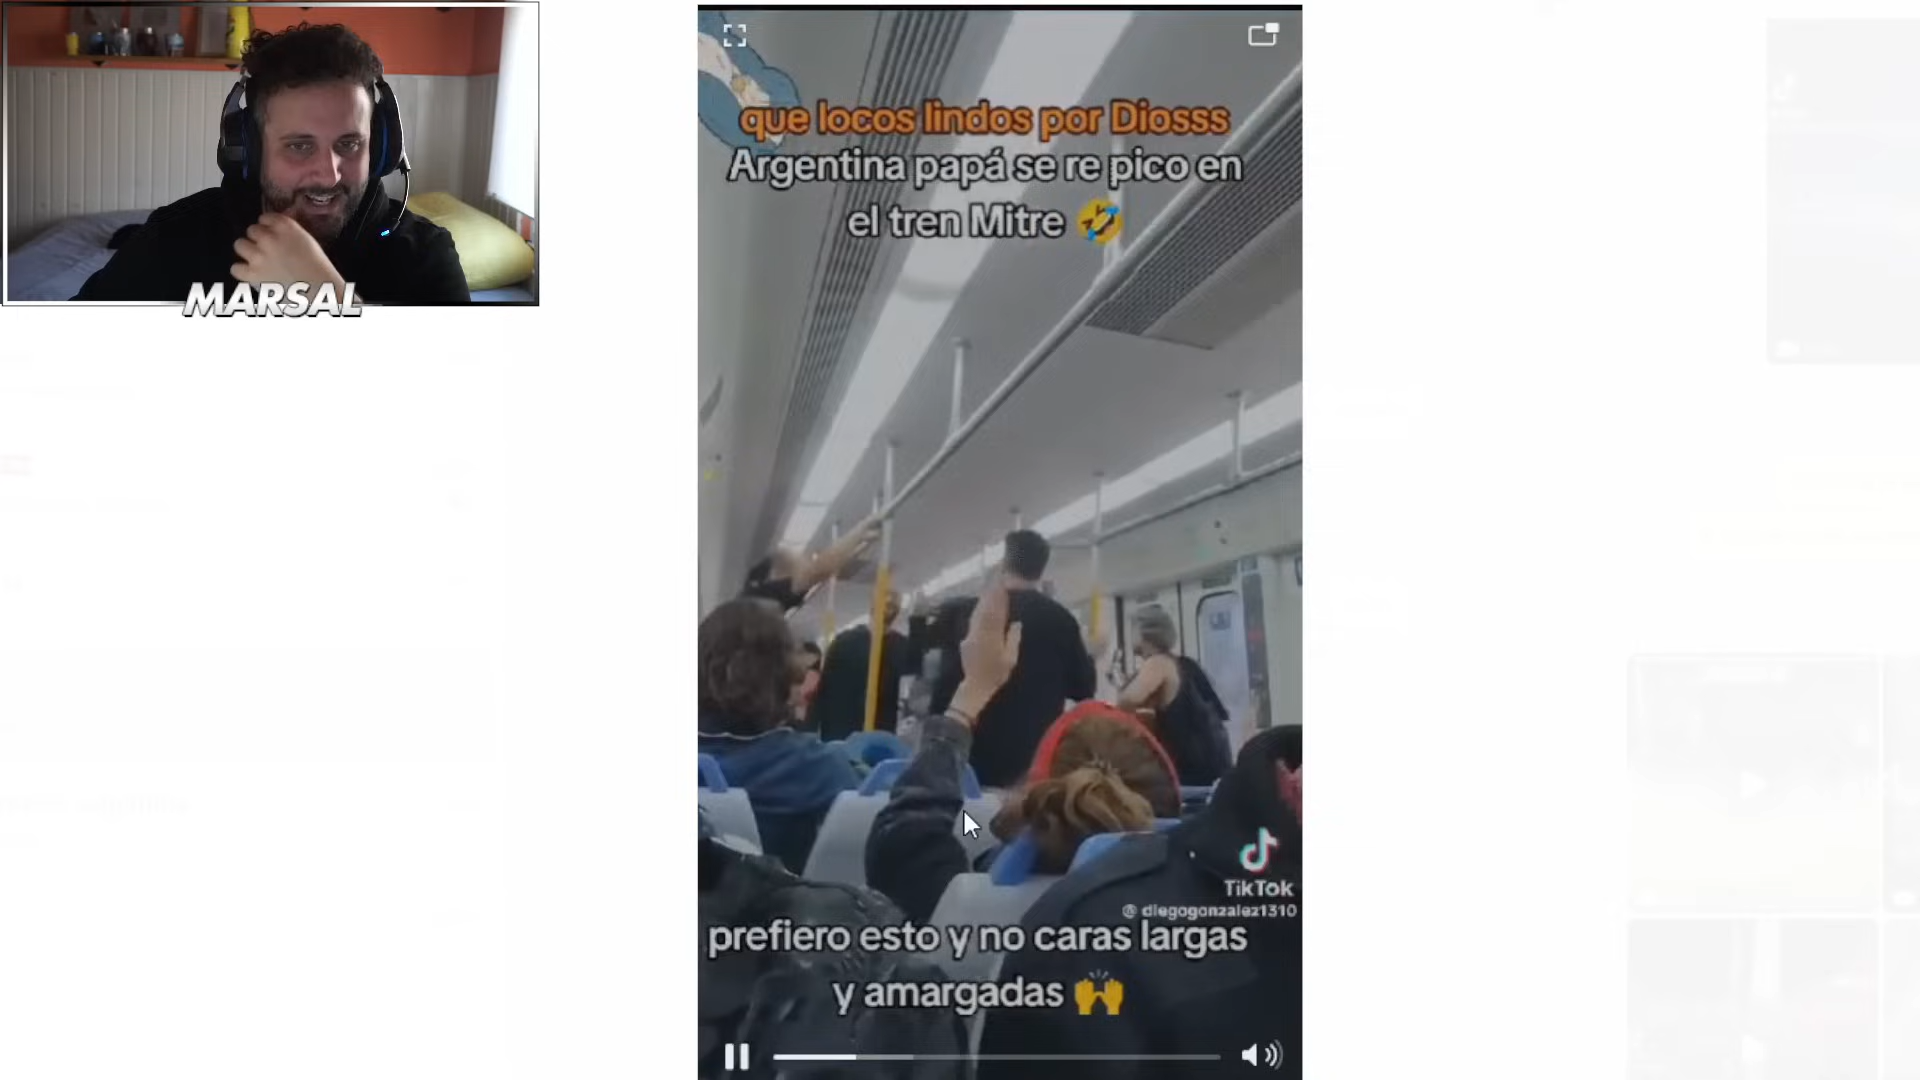 MARSAL
que locos lindos por Diosss
Argentina papá se re pico en
el tren Mitre 🤣
TikTok
@ diegogonzalez1310
prefiero esto y no caras largas
y amargadas 🙌